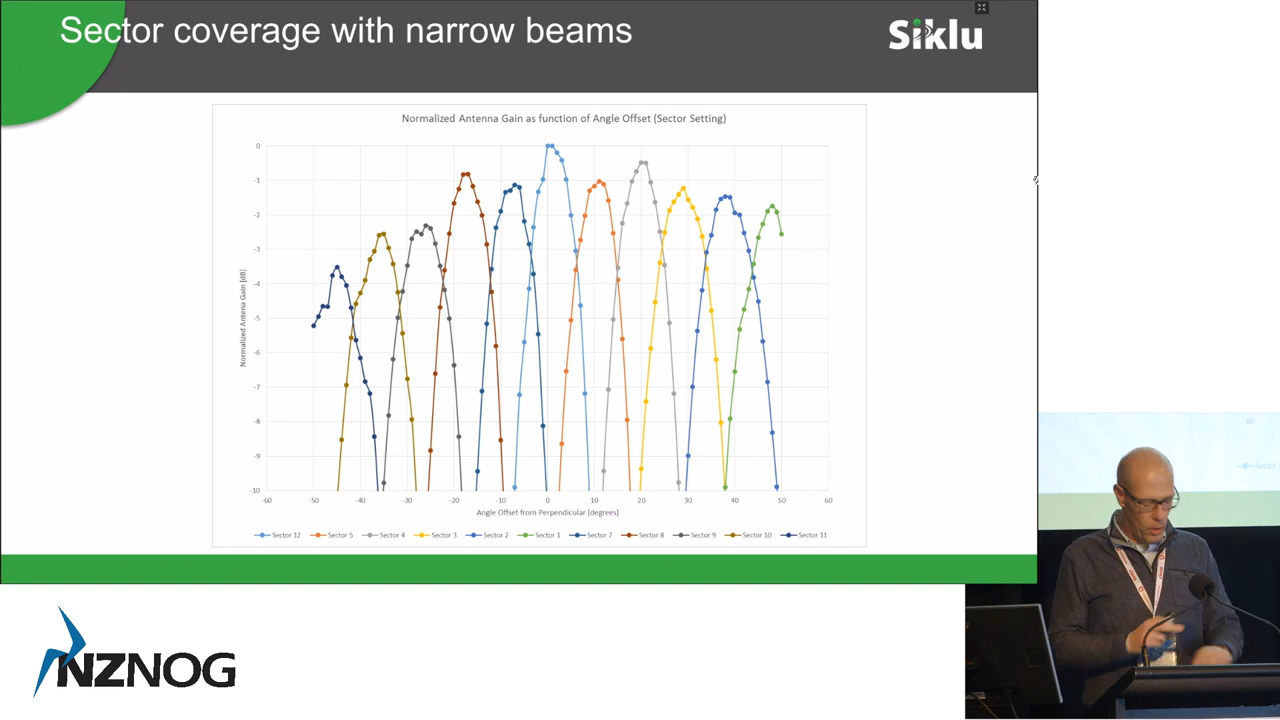 Sector coverage with narrow beams
Siklu
Normalized Antenna Gain as function of Angle Offset (Sector Setting)
Normalized Antena Gain [dB]
0
-1
-2
-3
-4
-5
-6
-7
-8
-9
-10
-60 -50 -40 -30 -20 -10 0 10 20 30 40 50 60
Angle Offset from Perpendicular [degrees]
Sector 12 Sector 5 Sector 4 Sector 3 Sector 2 Sector 1 Sector 7 Sector 8 Sector 9 Sector 10 Sector 11
60
Sector
NZNOG